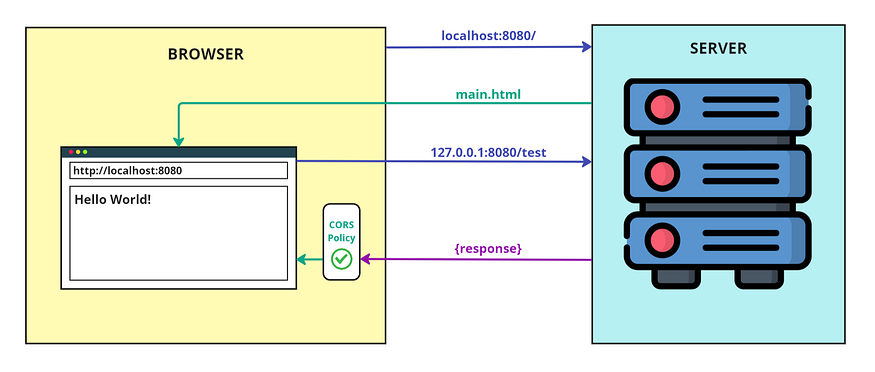 BROWSER
localhost:8080/
SERVER
main.html
127.0.0.1:8080/test
http://localhost:8080
Hello World!
CORS
Policy
{response}